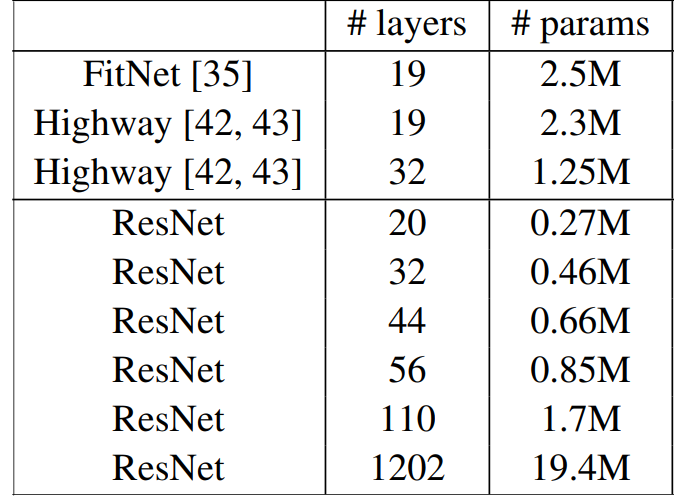 # layers # params
FitNet [35] 19 2.5M
Highway [42, 43] 19 2.3M
Highway [42, 43] 32 1.25M
ResNet 20 0.27M
ResNet 32 0.46M
ResNet 44 0.66M
ResNet 56 0.85M
ResNet 110 1.7M
ResNet 1202 19.4M